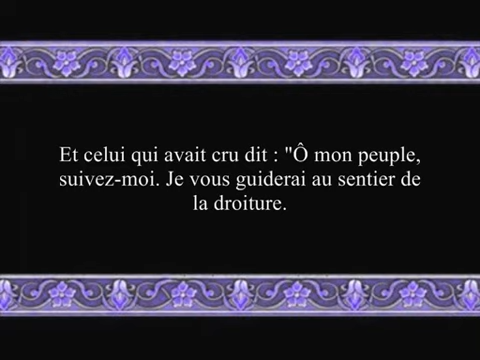 Et celui qui avait cru dit : "Ô mon peuple,
suivez-moi. Je vous guiderai au sentier de
la droiture.